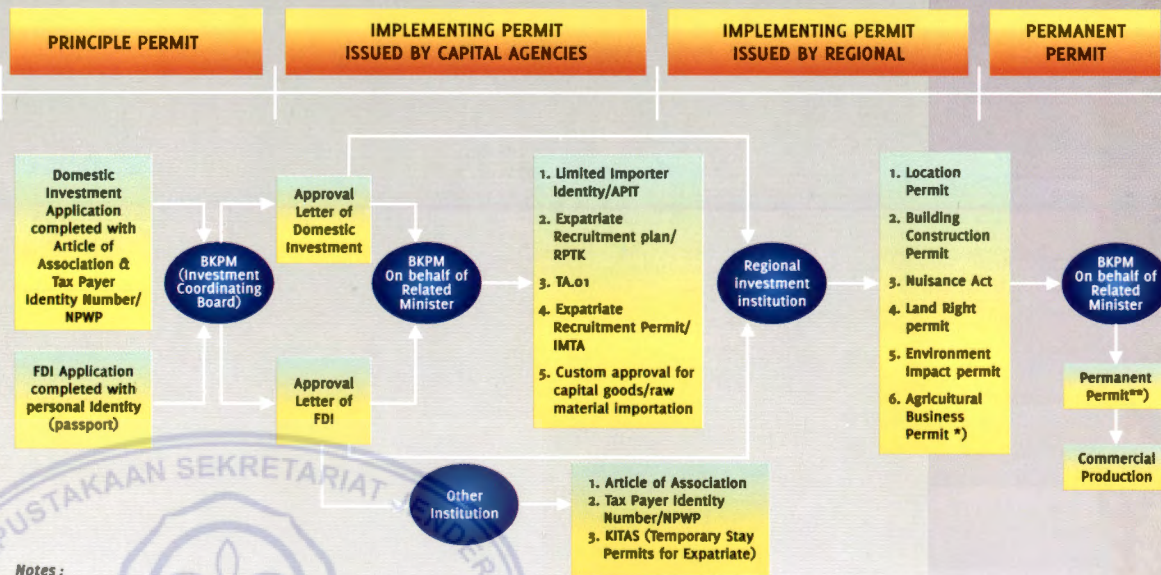 PRINCIPLE PERMIT
IMPLEMENTING PERMIT
ISSUED BY CAPITAL AGENCIES
IMPLEMENTING PERMIT
ISSUED BY REGIONAL
PERMANENT
PERMIT
Domestic
Investment
Application
completed with
Article of
Association &
Tax Payer
Identity Number/
NPWP
FDI Application
completed with
personal Identity
(passport)
BKPM
(Investment
Coordinating
Board)
Approval
Letter of
Domestic
Investment
Approval
Letter of
FDI
BKPM
On behalf of
Related
Minister
1. Limited Importer
Identity/APIT
2. Expatriate
Recruitment plan/
RPTK
3. TA.01
4. Expatriate
Recruitment Permit/
IMTA
5. Custom approval for
capital goods/raw
material importation
Other
Institution
1. Article of Association
2. Tax Payer Identity
Number/NPWP
3. KITAS (Temporary Stay
Permits for Expatriate)
Regional
investment
institution
1. Location
Permit
2. Building
Construction
Permit
3. Nuisance Act
4. Land Right
permit
5. Environment
Impact permit
6. Agricultural
Business
Permit *)
BKPM
On behalf of
Related
Minister
Permanent
Permit**)
Commercial
Production
PUSTAKAAN SEKRETARIAT JENDER
Notes :